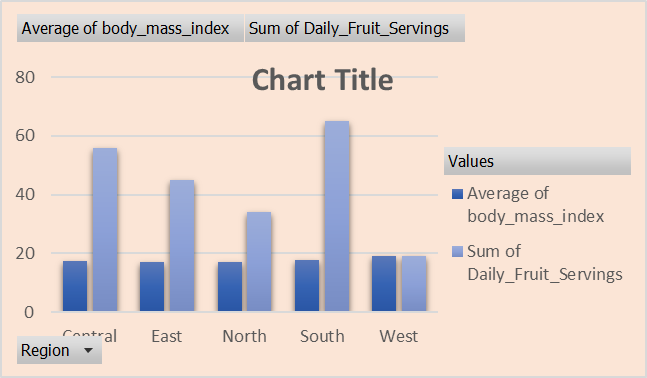 Average of body_mass_index Sum of Daily_Fruit_Servings
Chart Title
80
60
40
20
0
Central East North South West
Region
Values
Average of
body_mass_index
Sum of
Daily_Fruit_Servings